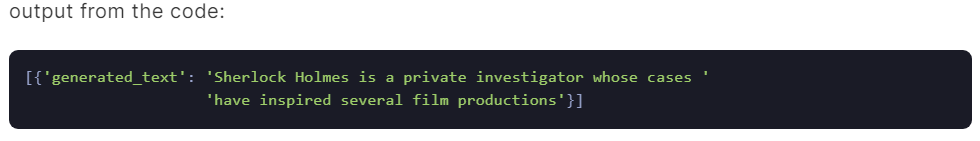 output from the code:
[{'generated_text': 'Sherlock Holmes is a private investigator whose cases '
'have inspired several film productions'}]